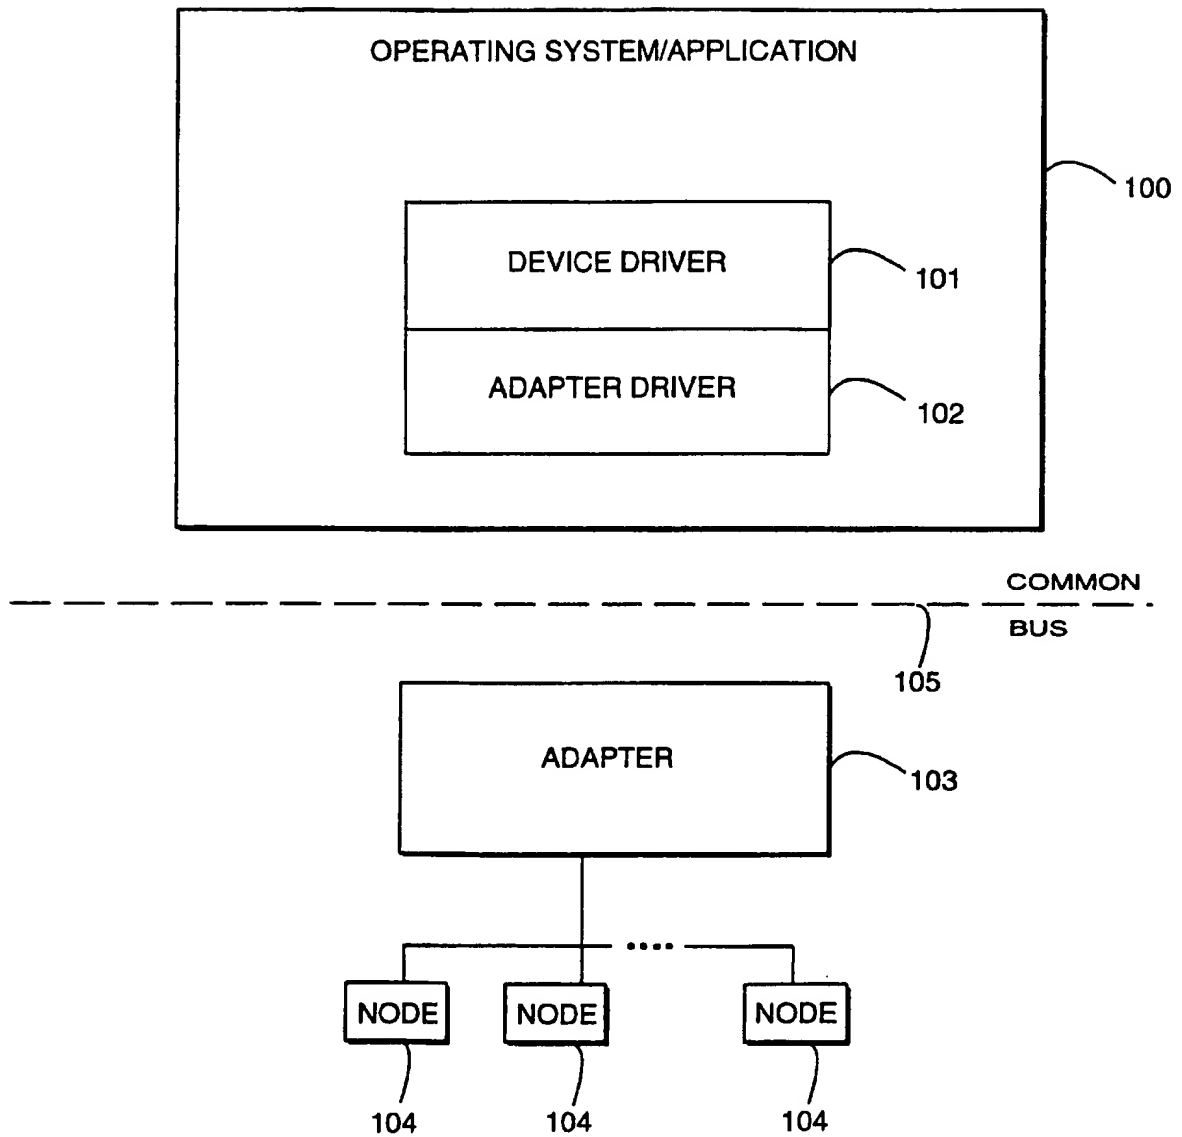 OPERATING SYSTEM/APPLICATION
100
DEVICE DRIVER
101
ADAPTER DRIVER
102
COMMON
BUS
105
ADAPTER
103
NODE NODE NODE
104 104 104